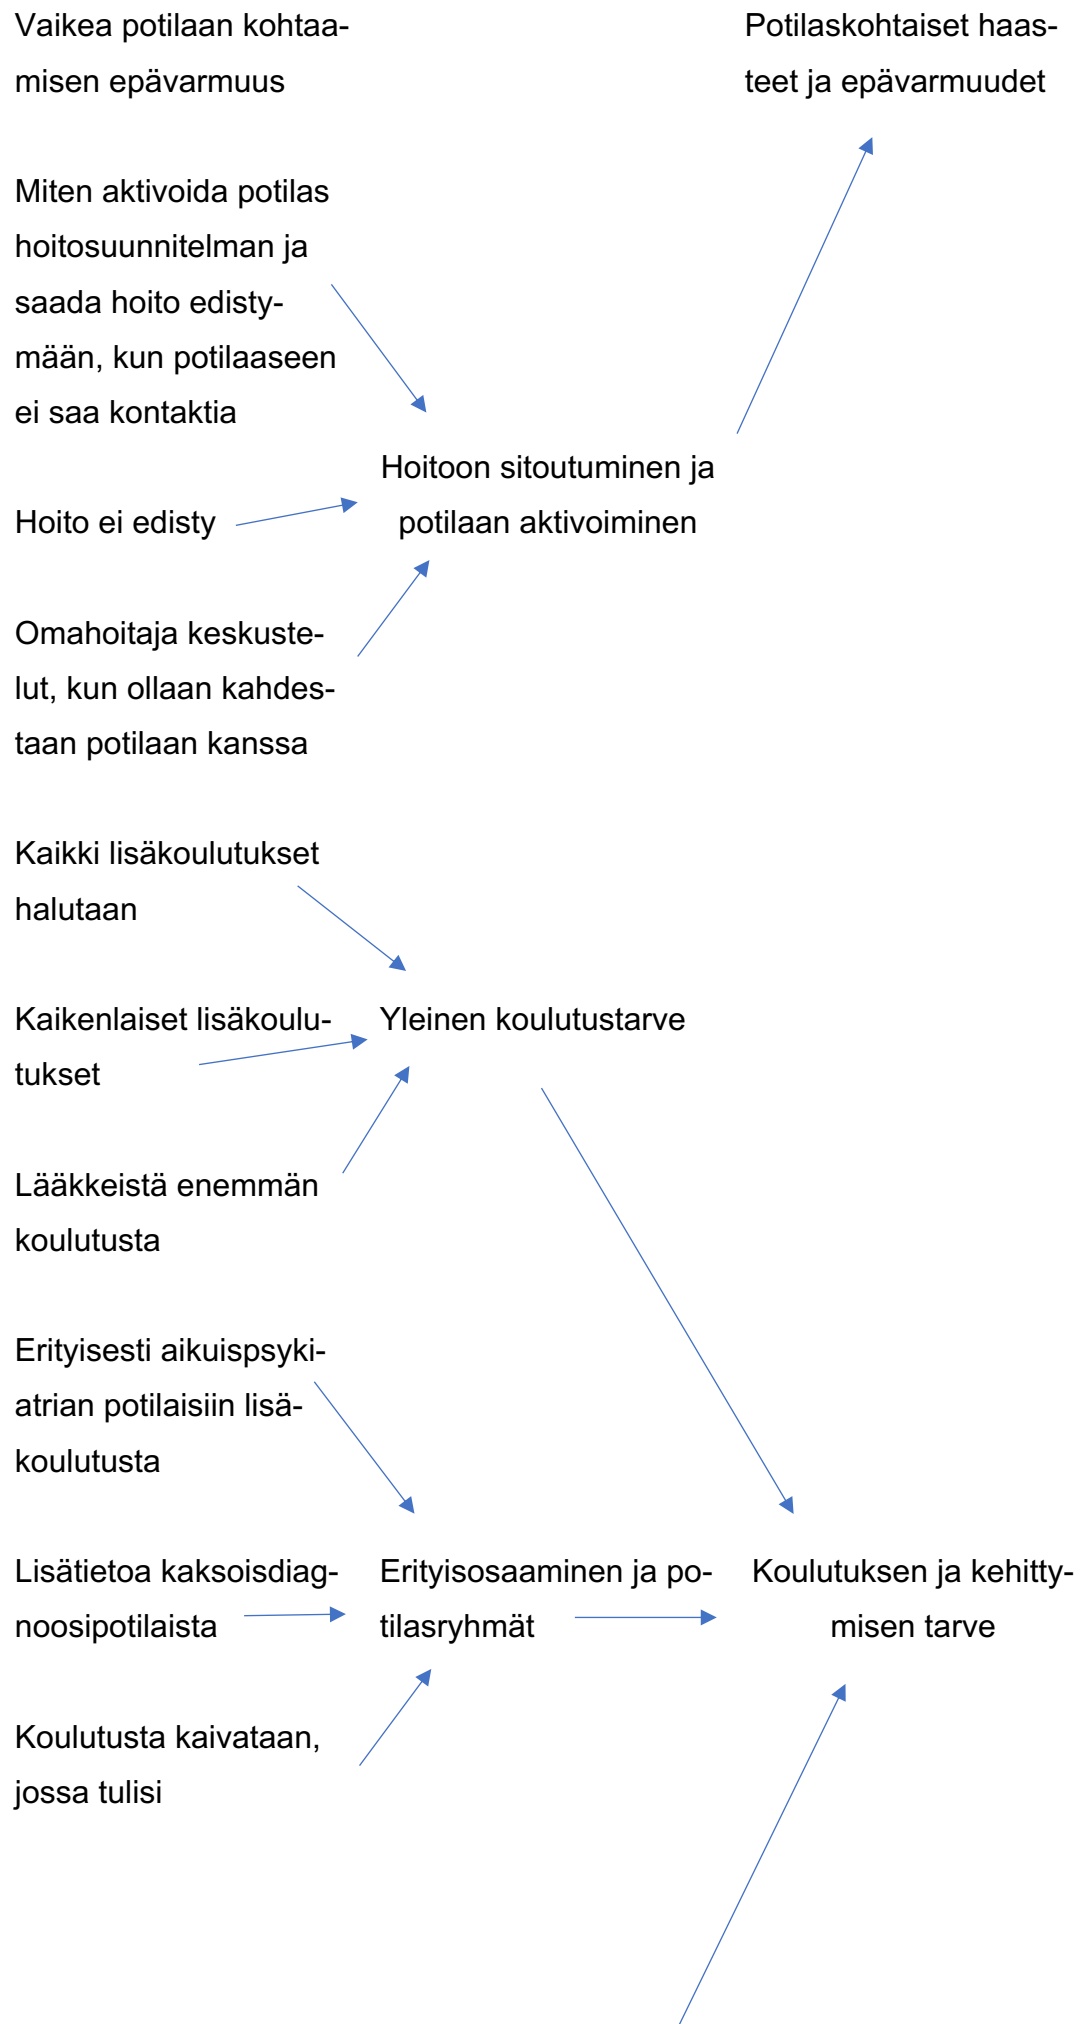 Vaikea potilaan kohtaa-
misen epävarmuus
Potilaskohtaiset haas-
teet ja epävarmuudet
Miten aktivoida potilas
hoitosuunnitelman ja
saada hoito edisty-
mään, kun potilaaseen
ei saa kontaktia
Hoitoon sitoutuminen ja
potilaan aktivoiminen
Hoito ei edisty
Omahoitaja keskuste-
lut, kun ollaan kahdes-
taan potilaan kanssa
Kaikki lisäkoulutukset
halutaan
Kaikenlaiset lisäkoulu-
tukset
Yleinen koulutustarve
Lääkkeistä enemmän
koulutusta
Erityisesti aikuispsyki-
atrian potilaisiin lisä-
koulutusta
Lisätietoa kaksoisdiag-
noosipotilaista
Erityisosaaminen ja po-
tilasryhmät
Koulutuksen ja kehitty-
misen tarve
Koulutusta kaivataan,
jossa tulisi